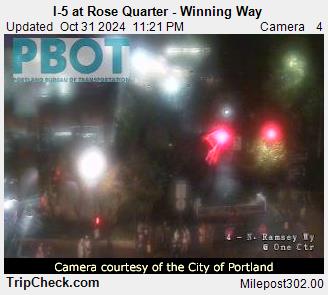 I-5 at Rose Quarter - Winning Way
Updated Oct 31 2024 11:21 PM Camera 4
PBOT
PORTLAND BUREAU OF TRANSPORTATION
4 - N. Ramsey Wy
@ One Ctr
Camera courtesy of the City of Portland
TripCheck.com Milepost302.00